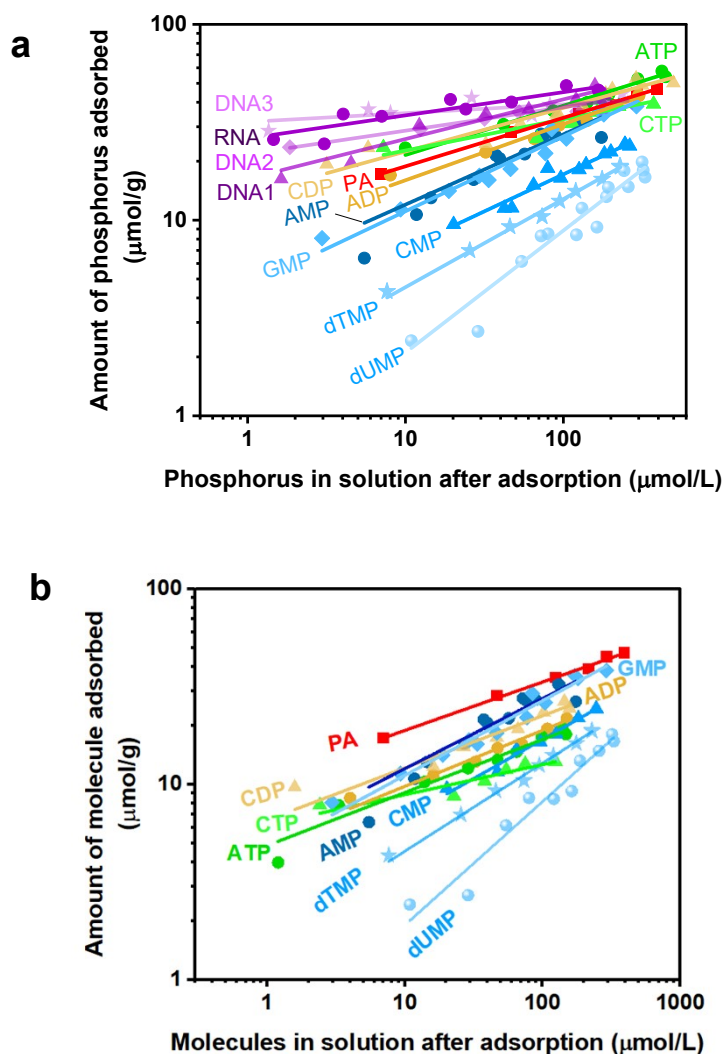 a
100
10
1
Amount of phosphorus adsorbed
(μmol/g)
DNA3
RNA
DNA2
DNA1
CDP
PA
ADP
AMP
GMP
CMP
dTMP
dUMP
ATP
CTP
1 10 100
Phosphorus in solution after adsorption (μmol/L)
b
100
10
1
Amount of molecule adsorbed
(μmol/g)
PA
GMP
ADP
CDP
CTP
ATP
AMP
CMP
dTMP
dUMP
1 10 100 1000
Molecules in solution after adsorption (μmol/L)